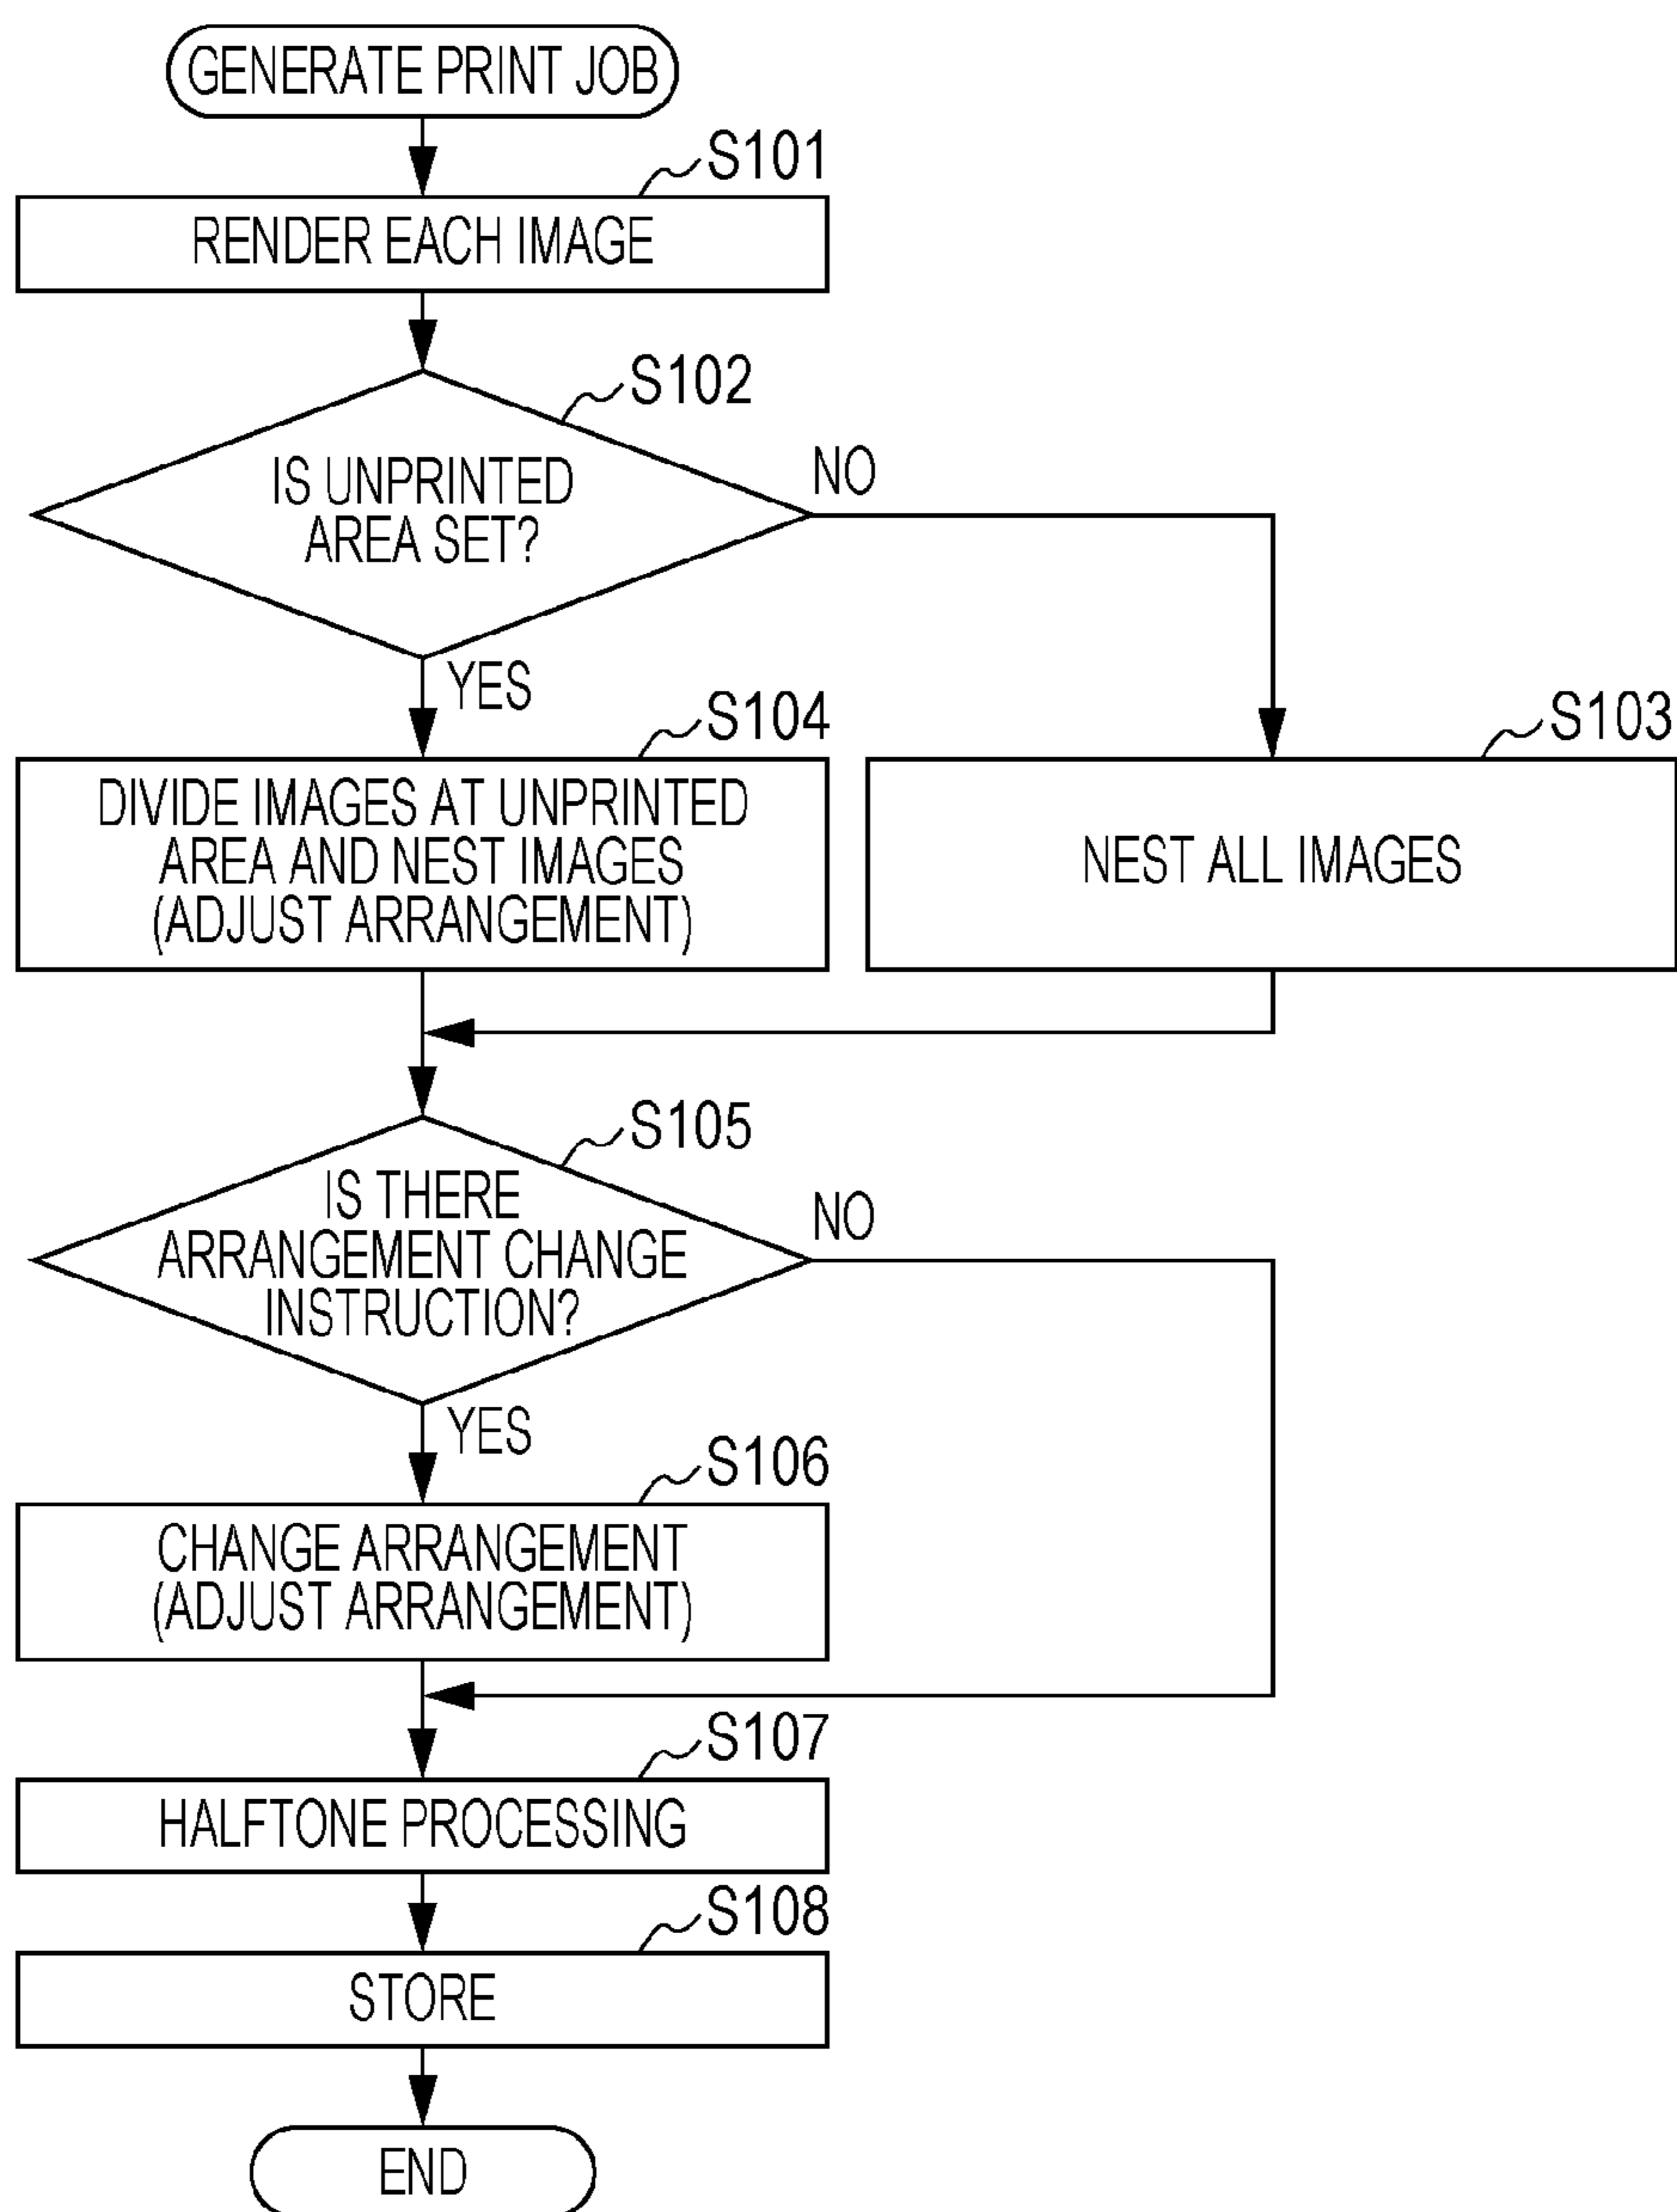 GENERATE PRINT JOB
S101
RENDER EACH IMAGE
S102
IS UNPRINTED
AREA SET?
NO
YES
S104
DIVIDE IMAGES AT UNPRINTED
AREA AND NEST IMAGES
(ADJUST ARRANGEMENT)
S103
NEST ALL IMAGES
S105
IS THERE
ARRANGEMENT CHANGE
INSTRUCTION?
NO
YES
S106
CHANGE ARRANGEMENT
(ADJUST ARRANGEMENT)
S107
HALFTONE PROCESSING
S108
STORE
END